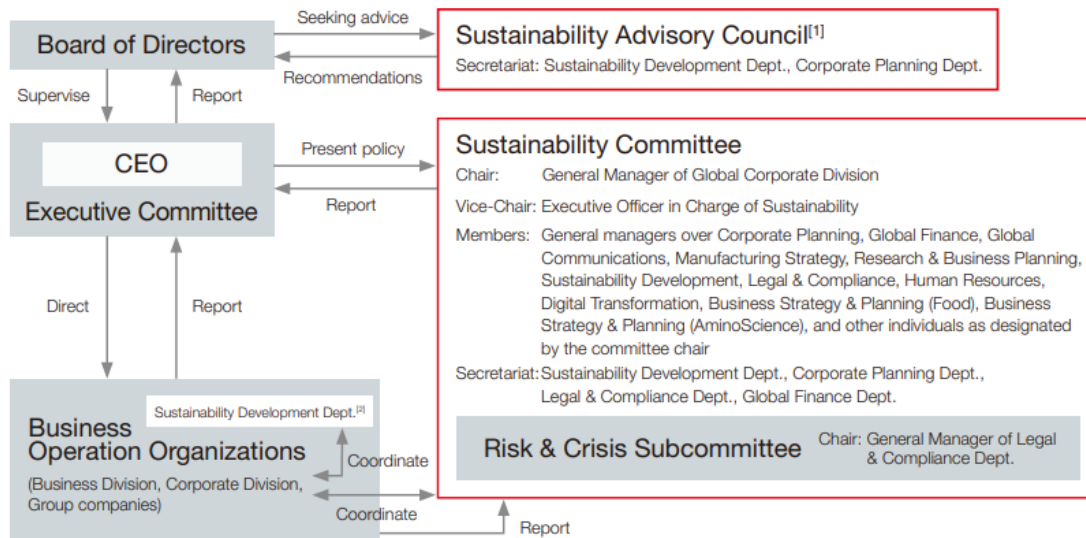 Board of Directors
Seeking advice
Recommendations
Sustainability Advisory Council[1]
Secretariat: Sustainability Development Dept., Corporate Planning Dept.
Supervise
Report
CEO
Executive Committee
Present policy
Report
Sustainability Committee
Chair: General Manager of Global Corporate Division
Vice-Chair: Executive Officer in Charge of Sustainability
Members: General managers over Corporate Planning, Global Finance, Global
Communications, Manufacturing Strategy, Research & Business Planning,
Sustainability Development, Legal & Compliance, Human Resources,
Digital Transformation, Business Strategy & Planning (Food), Business
Strategy & Planning (AminoScience), and other individuals as designated
by the committee chair
Secretariat: Sustainability Development Dept., Corporate Planning Dept.,
Legal & Compliance Dept., Global Finance Dept.
Risk & Crisis Subcommittee
Chair: General Manager of Legal
& Compliance Dept.
Direct
Report
Sustainability Development Dept.[2]
Business
Operation Organizations
(Business Division, Corporate Division,
Group companies)
Coordinate
Coordinate
Report